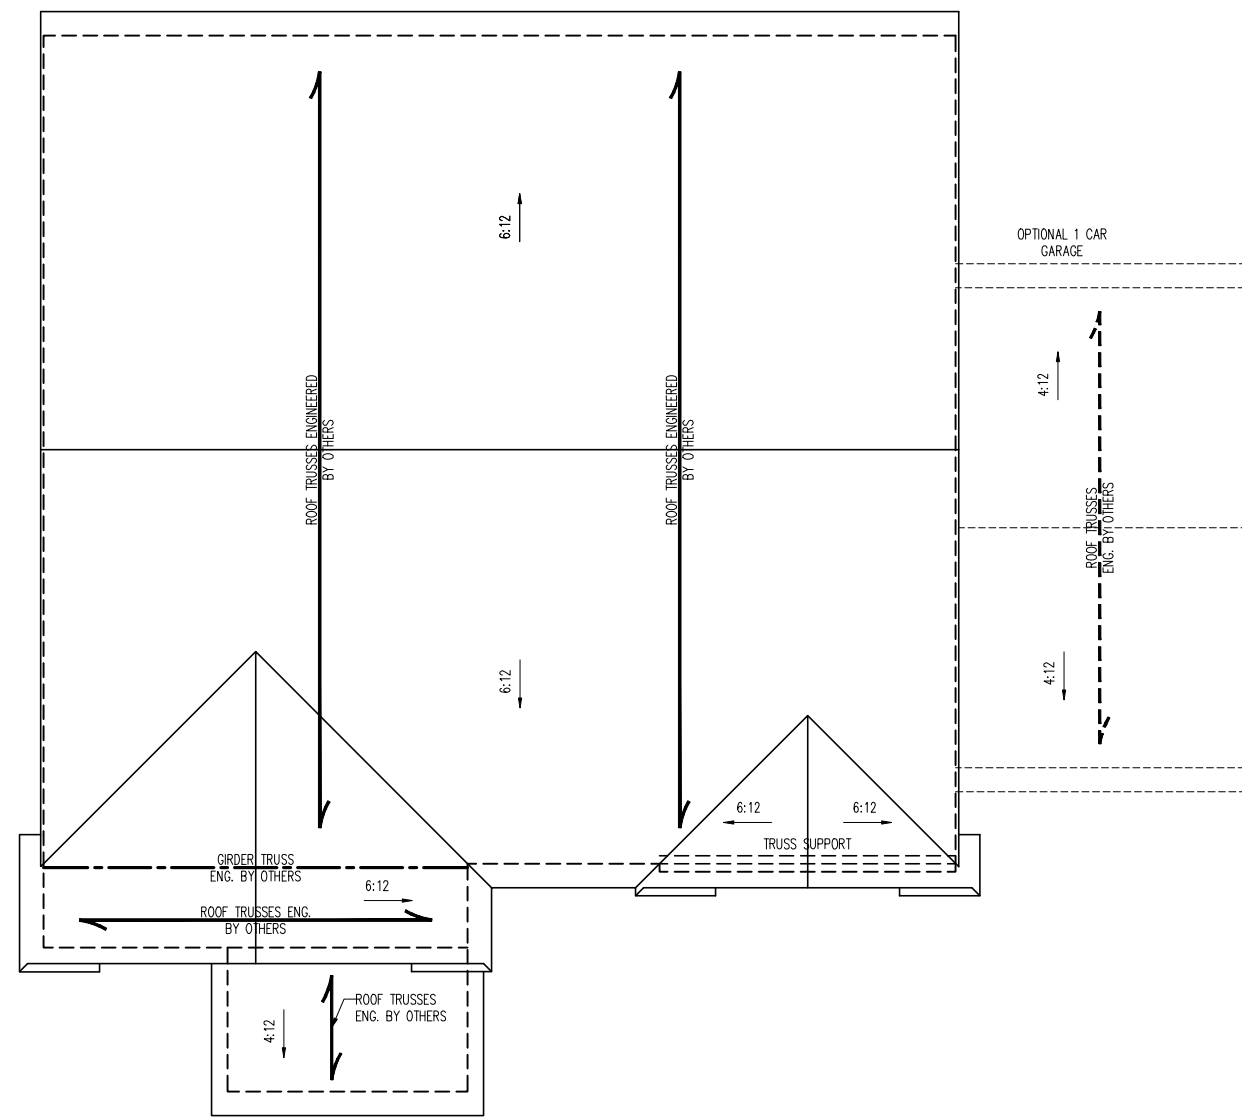 6:12
OPTIONAL 1 CAR
GARAGE
4:12
ROOF TRUSSES ENGINEERED
BY OTHERS
ROOF TRUSSES ENGINEERED
BY OTHERS
ROOF TRUSSES
ENG. BY OTHERS
6:12
4:12
6:12
6:12
TRUSS SUPPORT
GIRDER TRUSS
ENG. BY OTHERS
6:12
ROOF TRUSSES ENG.
BY OTHERS
ROOF TRUSSES
ENG. BY OTHERS
4:12